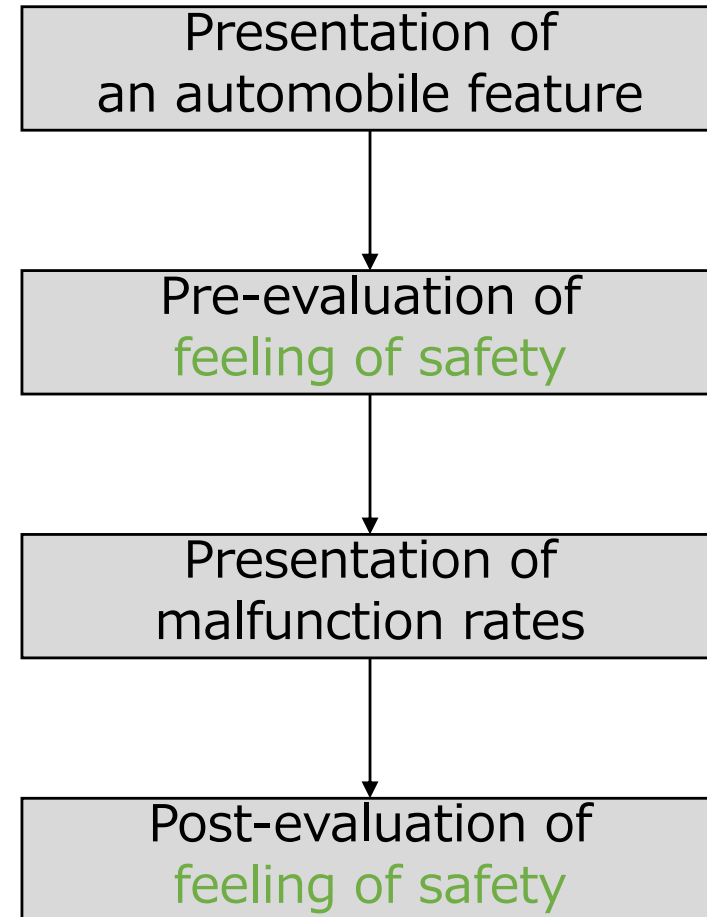 Presentation of
an automobile feature
Pre-evaluation of
feeling of safety
Presentation of
malfunction rates
Post-evaluation of
feeling of safety